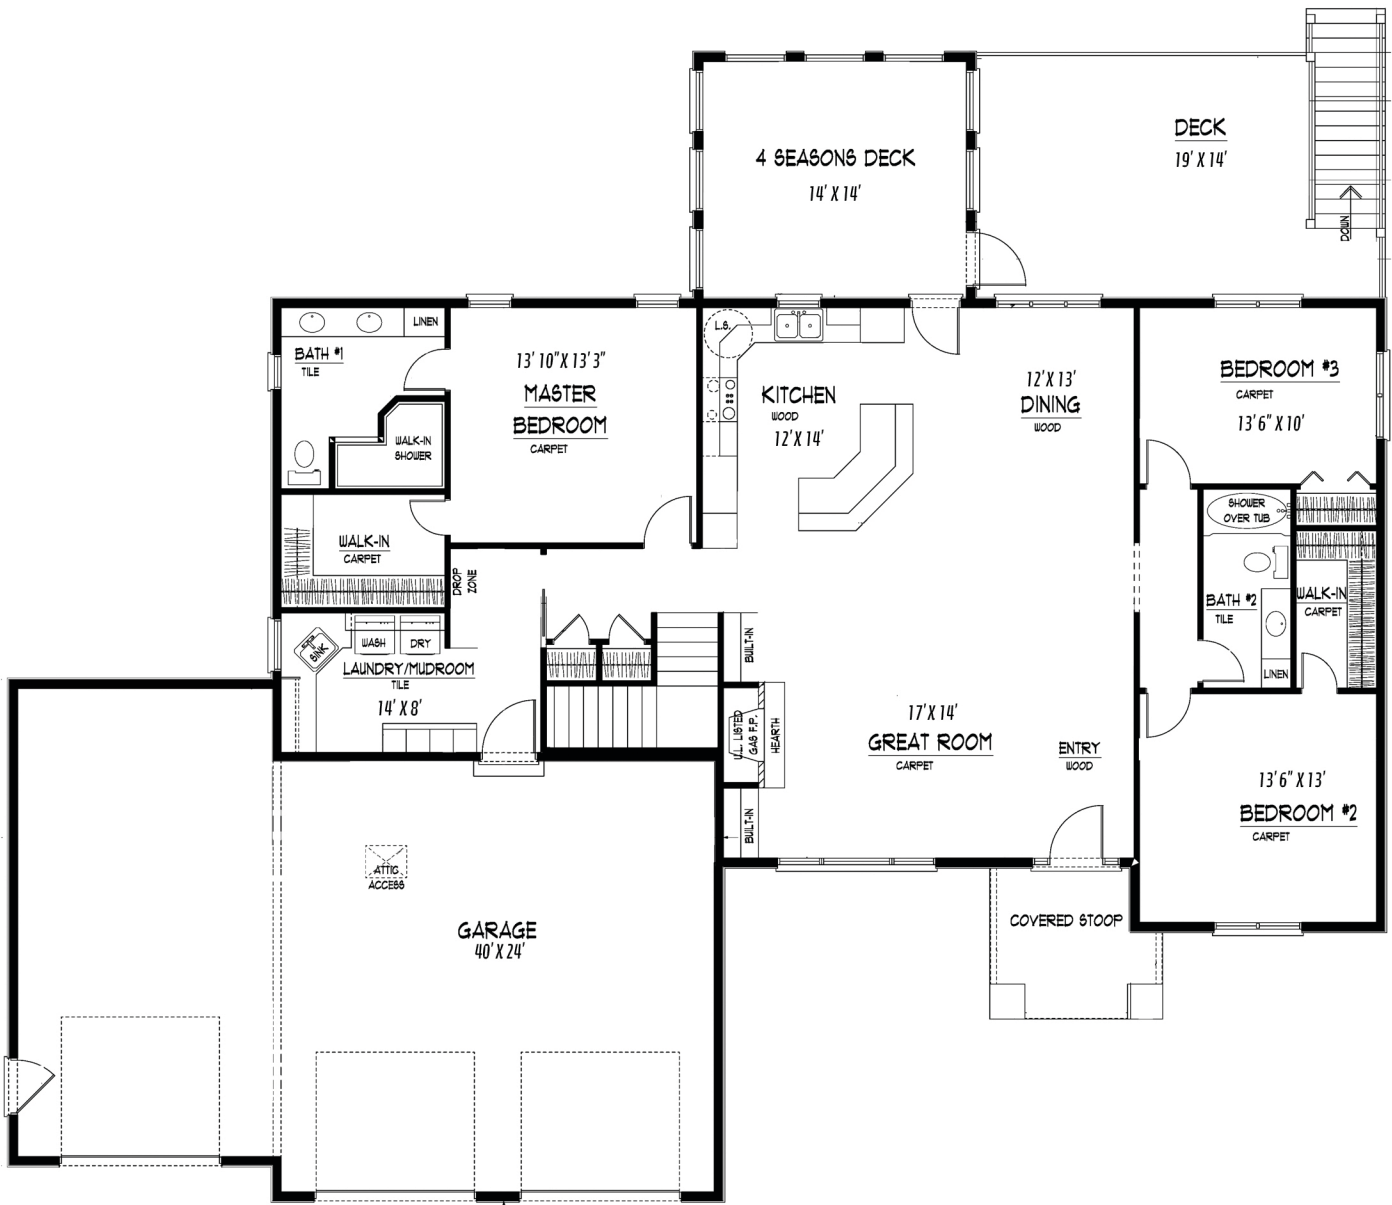 DECK
19' X 14'
4 SEASONS DECK
14' X 14'
DOWN
LINEN
BATH #1
TILE
13' 10" X 13' 3"
MASTER
BEDROOM
CARPET
WALK-IN
SHOWER
L.S.
KITCHEN
WOOD
12' X 14'
12' X 13'
DINING
WOOD
BEDROOM #3
CARPET
13' 6" X 10'
SHOWER
OVER TUB
WALK-IN
CARPET
DROP
ZONE
BATH #2
TILE
WALK-IN
CARPET
LINEN
SINK
WASH
DRY
LAUNDRY/MUDROOM
TILE
14' X 8'
BUILT-IN
U.L. LISTED
GAS F.P.
HEARTH
17' X 14'
GREAT ROOM
CARPET
ENTRY
WOOD
13' 6" X 13'
BEDROOM #2
CARPET
BUILT-IN
ATTIC
ACCESS
GARAGE
40' X 24'
COVERED STOOP